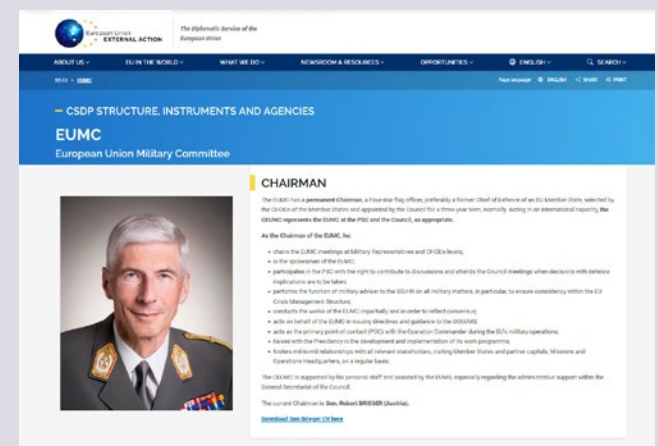 European Union
EXTERNAL ACTION
The Diplomatic Service of the
European Union
ABOUT US
EU IN THE WORLD
WHAT WE DO
NEWSROOM & RESOURCES
OPPORTUNITIES
ENGLISH
SEARCH
EEAS > EUMC
Page language ENGLISH SHARE PRINT
CSDP STRUCTURE, INSTRUMENTS AND AGENCIES
EUMC
European Union Military Committee
CHAIRMAN
The EUMC has a permanent Chairman, a four-star flag officer, preferably a former Chief of Defence of an EU Member State, selected by
the CHODs of the Member States and appointed by the Council for a three-year term, normally. Acting in an international capacity, the
CEUMC represents the EUMC at the PSC and the Council, as appropriate.
As the Chairman of the EUMC, he:
• chairs the EUMC meetings at Military Representatives and CHODs levels;
• is the spokesman of the EUMC;
• participates in the PSC with the right to contribute to discussions and attends the Council meetings when decisions with defence
implications are to be taken;
• performs the function of military adviser to the SG/HR on all military matters, in particular, to ensure consistency within the EU
Crisis Management Structure;
• conducts the works of the EUMC impartially and in order to reflect consensus;
• acts on behalf of the EUMC in issuing directives and guidance to the DGEUMS;
• acts as the primary point of contact (POC) with the Operation Commander during the EU's military operations;
• liaises with the Presidency in the development and implementation of its work programme;
• fosters mil-to-mil relationships with all relevant stakeholders, visiting Member States and partner capitals, Missions and
Operations Headquarters, on a regular basis.
The CEUMC is supported by his personal staff and assisted by the EUMS, especially regarding the administrative support within the
General Secretariat of the Council.
The current Chairman is Gen. Robert BRIEGER (Austria).
Download Gen Brieger CV here